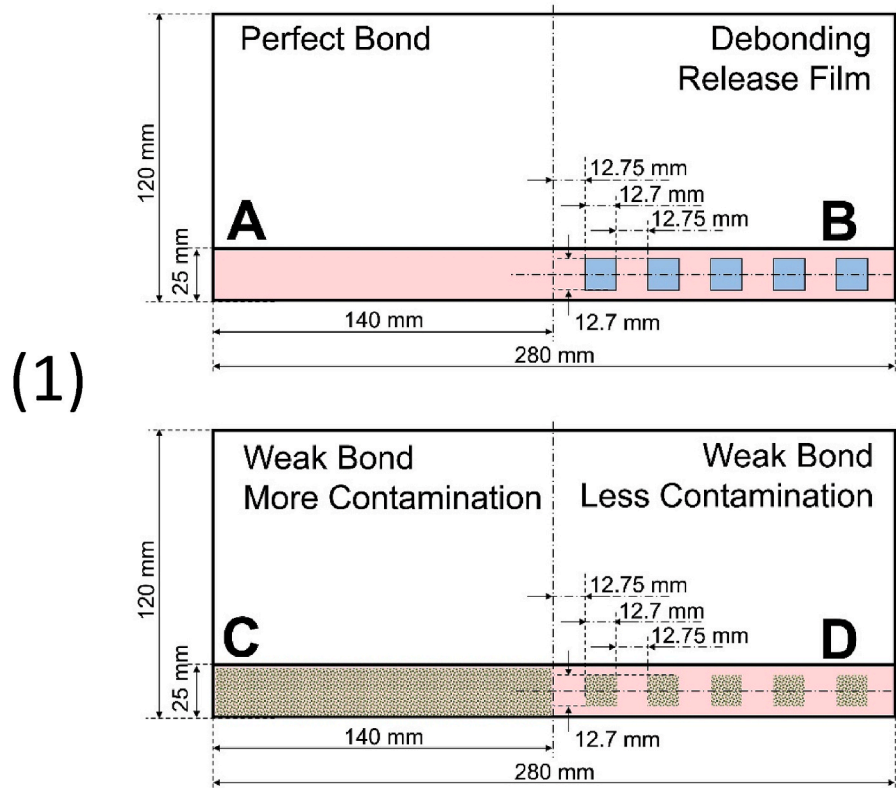 (1)
Perfect Bond
Debonding
Release Film
120 mm
12.75 mm
12.7 mm
12.75 mm
A
B
25 mm
12.7 mm
140 mm
280 mm
Weak Bond
More Contamination
Weak Bond
Less Contamination
120 mm
12.75 mm
12.7 mm
12.75 mm
C
D
25 mm
12.7 mm
140 mm
280 mm